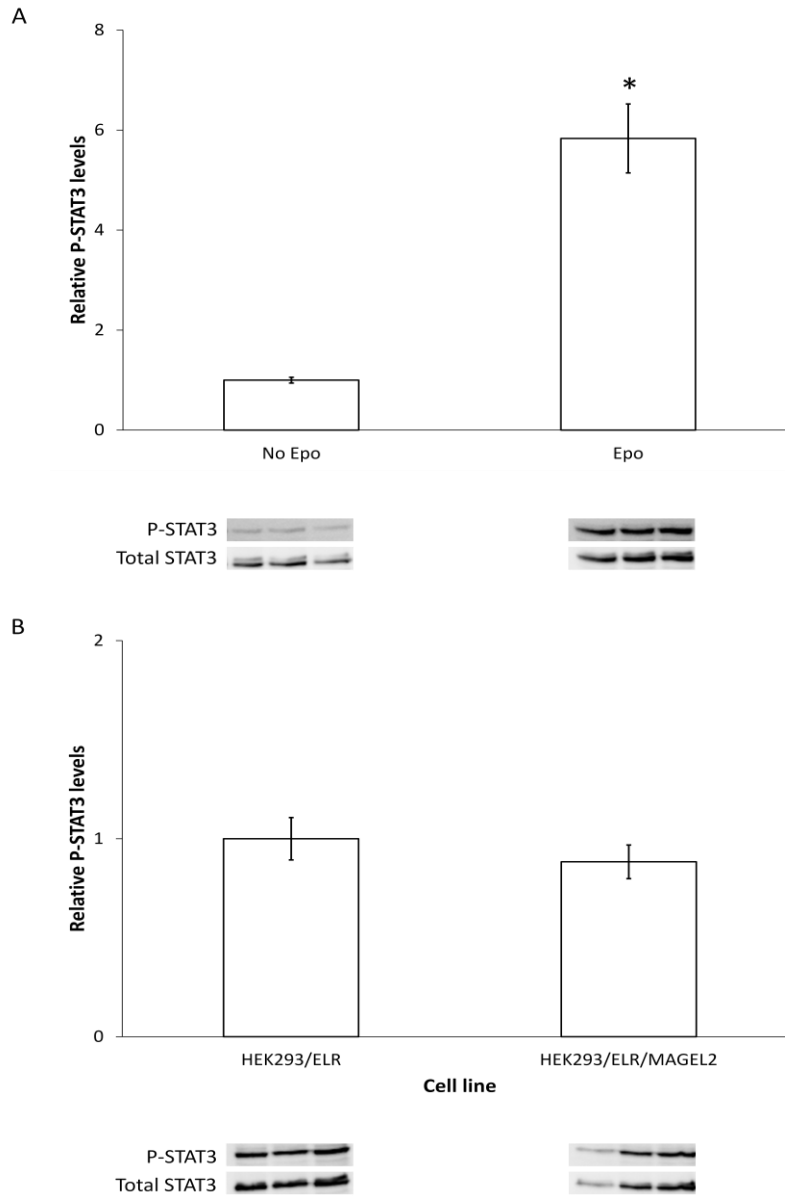 A
8
*
6
4
2
0
Relative P-STAT3 levels
No Epo Epo
P-STAT3
Total STAT3
B
2
1
0
Relative P-STAT3 levels
HEK293/ELR HEK293/ELR/MAGEL2
Cell line
P-STAT3
Total STAT3